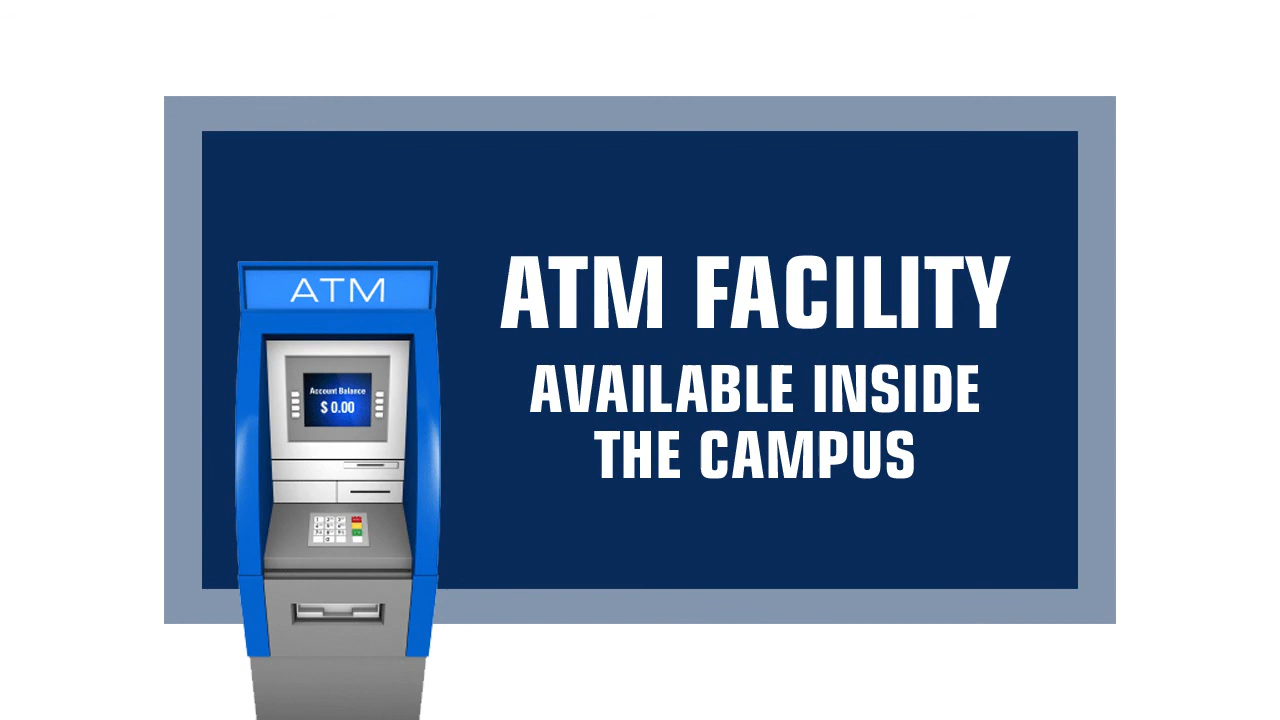 ATM
Account Balance
$ 0.00
ATM FACILITY
AVAILABLE INSIDE
THE CAMPUS